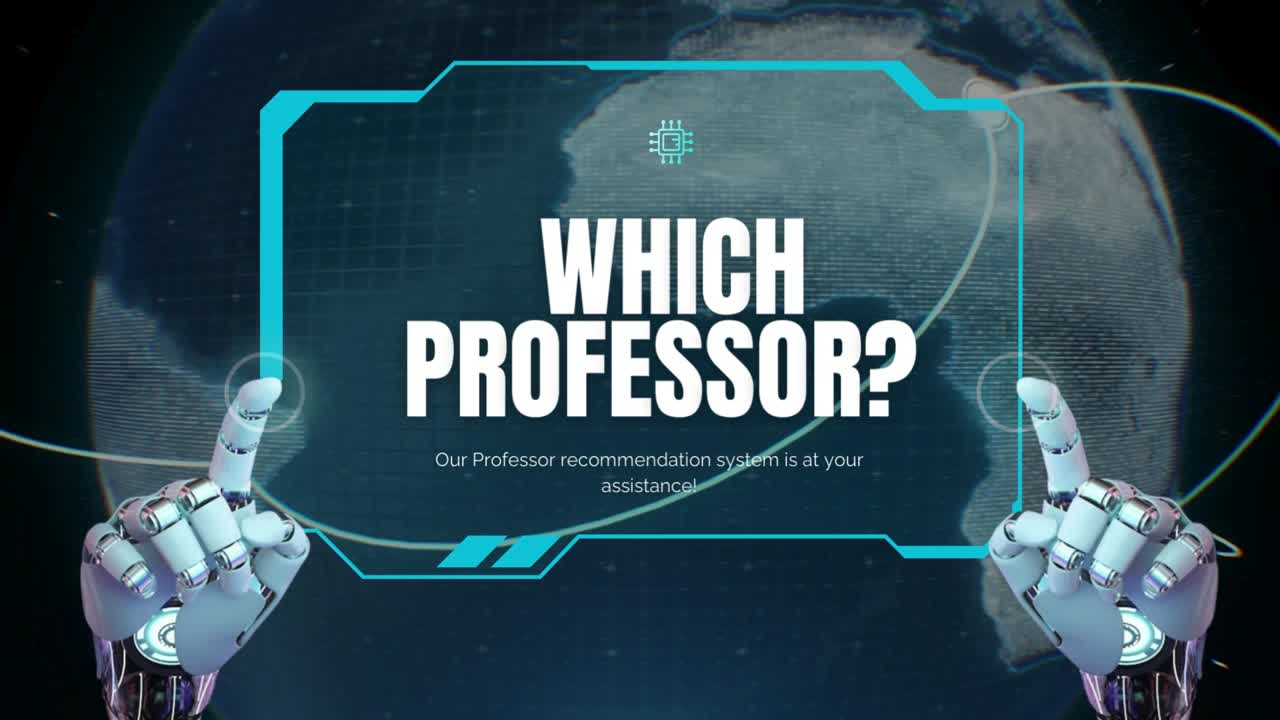 WHICH
PROFESSOR?
Our Professor recommendation system is at your
assistance!